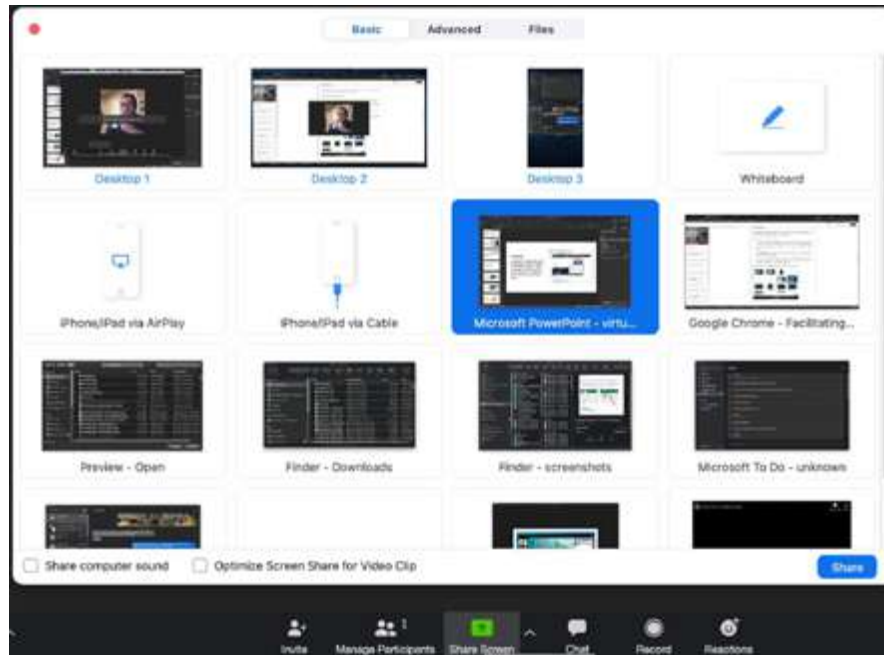 Basic Advanced Files
Desktop 1 Desktop 2 Desktop 3 Whiteboard
iPhone/iPad via AirPlay iPhone/iPad via Cable Microsoft PowerPoint - virtu... Google Chrome - Facilitating...
Preview - Open Finder - Downloads Finder - screenshots Microsoft To Do - unknown
Share computer sound Optimize Screen Share for Video Clip Share
1
Invite Manage Participants Share Screen Chat Record Reactions